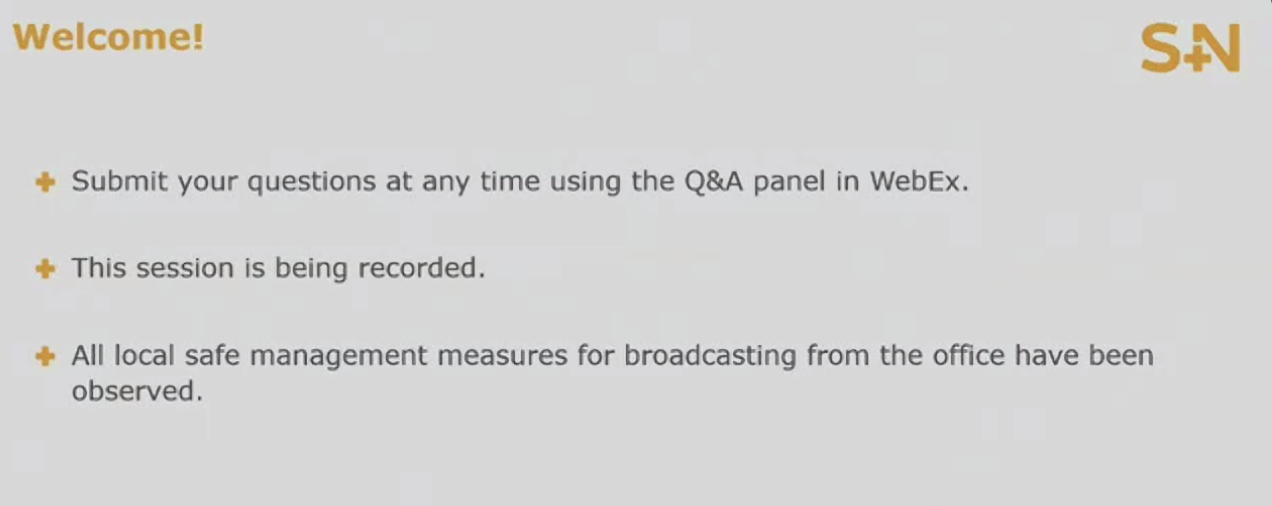 Welcome!
S+N
Submit your questions at any time using the Q&A panel in WebEx.
This session is being recorded.
All local safe management measures for broadcasting from the office have been
observed.